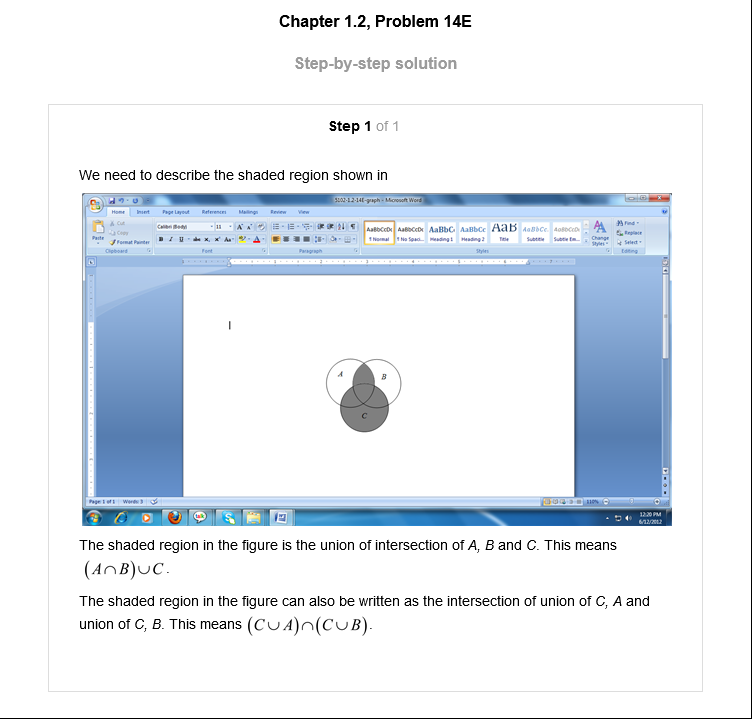 Chapter 1.2, Problem 14E
Step-by-step solution
Step 1 of 1
We need to describe the shaded region shown in
5102-1.2-14E-graph - Microsoft Word
Home Insert Page Layout References Mailings Review View
Cut
Copy
Format Painter
Paste
Calibri (Body) 11
AaBbCcDc AaBbCcDc AaBbC AaBbCc AaB AaBbCc. AaBbCcDc
¶ Normal ¶ No Spaci... Heading 1 Heading 2 Title Subtitle Subtle Em...
Change Styles
Find
Replace
Select
Clipboard Font Paragraph Styles Editing
A B
C
Page: 1 of 1 Words: 3 110%
12:20 PM
6/12/2012
The shaded region in the figure is the union of intersection of A, B and C. This means
(A∩B)∪C.
The shaded region in the figure can also be written as the intersection of union of C, A and
union of C, B. This means (C∪A)∩(C∪B).